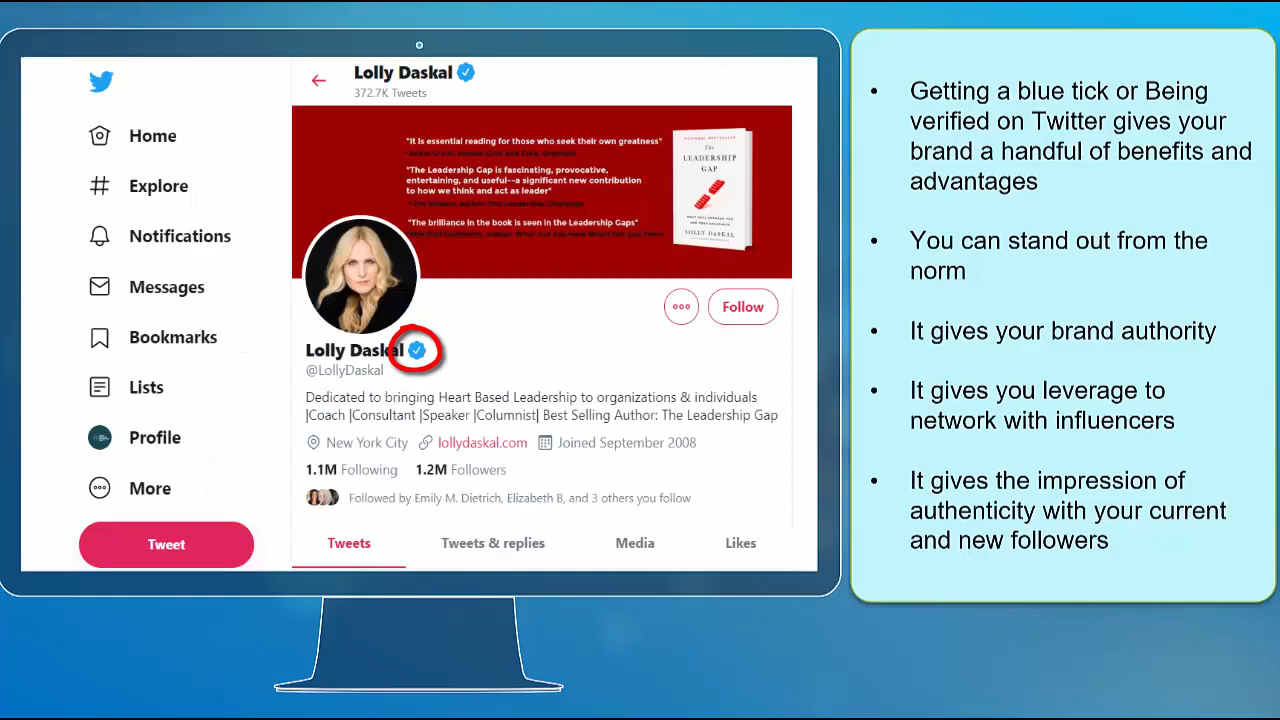 Lolly Daskal
372.7K Tweets
Home
Explore
Notifications
Messages
Bookmarks
Lists
Profile
More
Tweet
"It is essential reading for those who seek their own greatness"
"The Leadership Gap is fascinating, provocative,
entertaining, and useful--a significant new contribution
to how we think and act as leader"
"The brilliance in the book is seen in the Leadership Gaps"
NATIONAL BESTSELLER
The
LEADERSHIP
GAP
LOLLY DASKAL
Follow
Lolly Daskal
@LollyDaskal
Dedicated to bringing Heart Based Leadership to organizations & individuals
|Coach |Consultant |Speaker |Columnist| Best Selling Author: The Leadership Gap
New York City lollydaskal.com Joined September 2008
1.1M Following 1.2M Followers
Followed by Emily M. Dietrich, Elizabeth B, and 3 others you follow
Tweets Tweets & replies Media Likes
• Getting a blue tick or Being
verified on Twitter gives your
brand a handful of benefits and
advantages
• You can stand out from the
norm
• It gives your brand authority
• It gives you leverage to
network with influencers
• It gives the impression of
authenticity with your current
and new followers